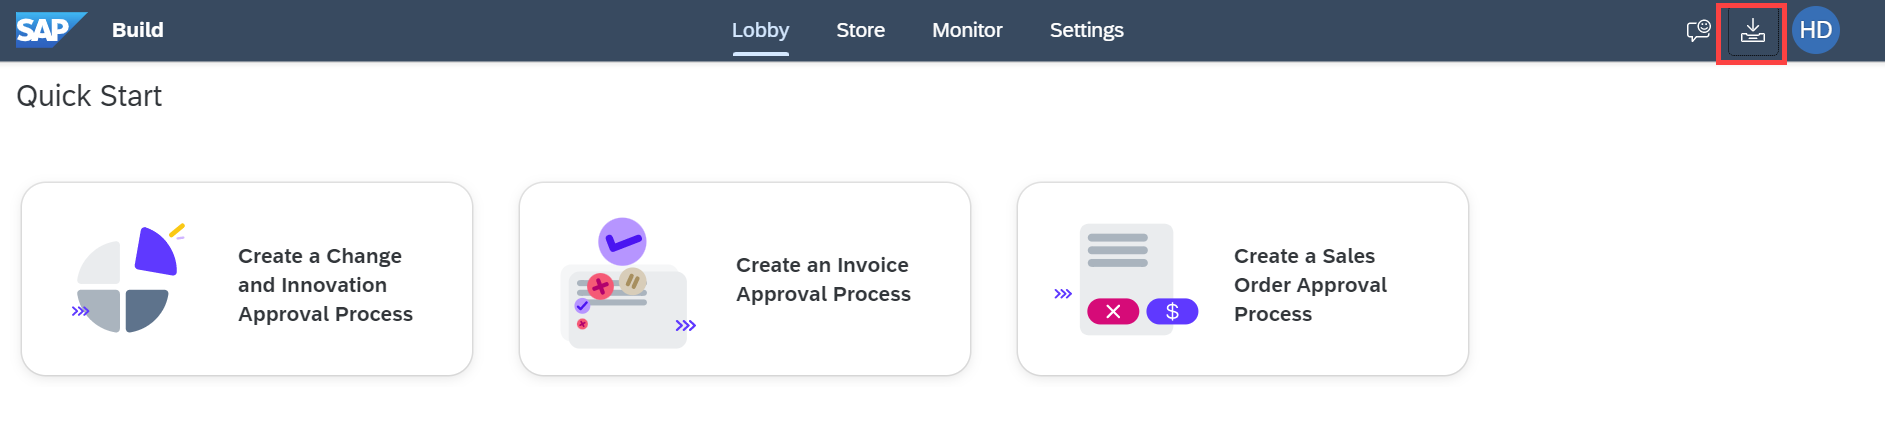 SAP Build Lobby Store Monitor Settings HD
Quick Start
Create a Change
and Innovation
Approval Process
Create an Invoice
Approval Process
$
Create a Sales
Order Approval
Process